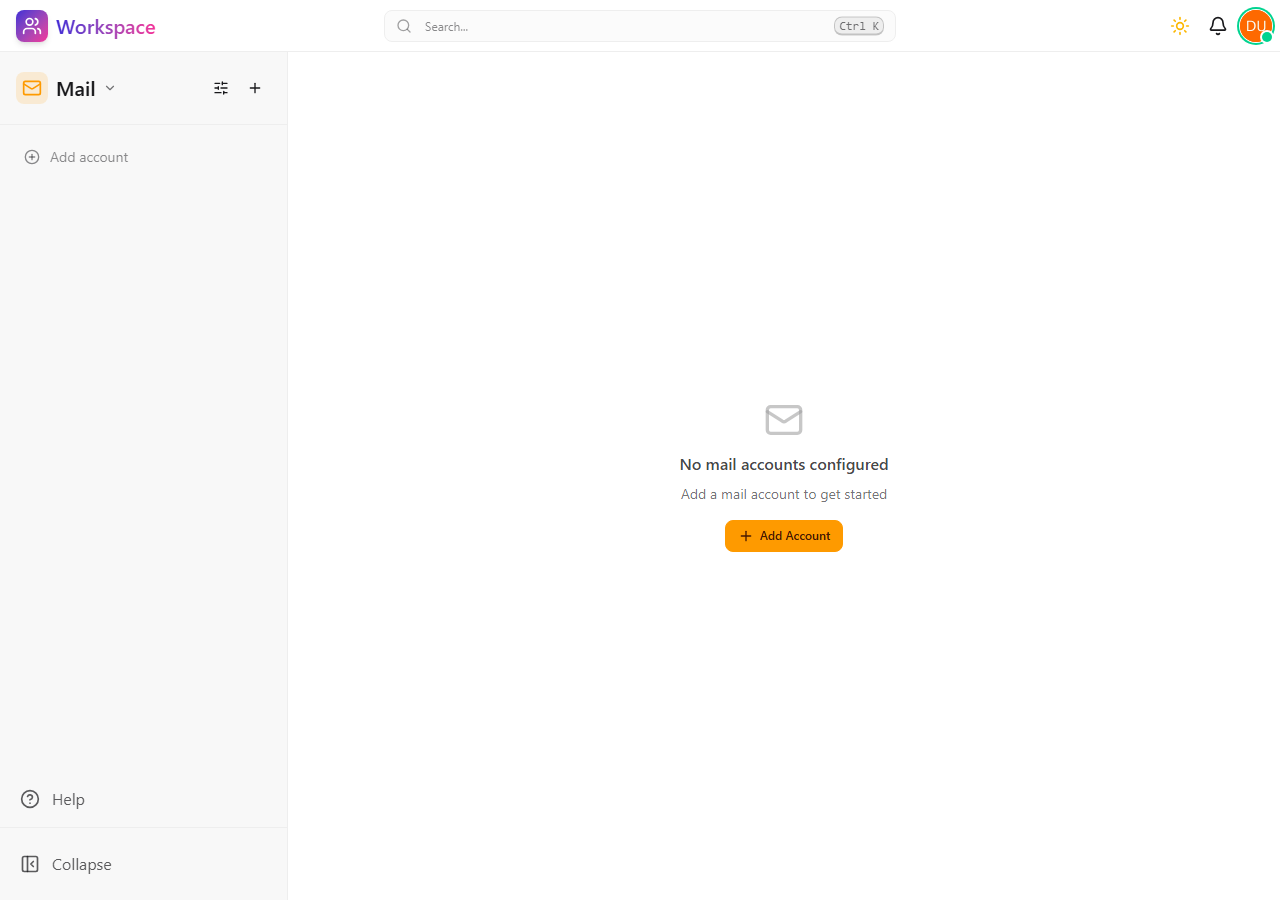 Workspace
Search...
Ctrl K
DU
Mail
Add account
No mail accounts configured
Add a mail account to get started
Add Account
Help
Collapse